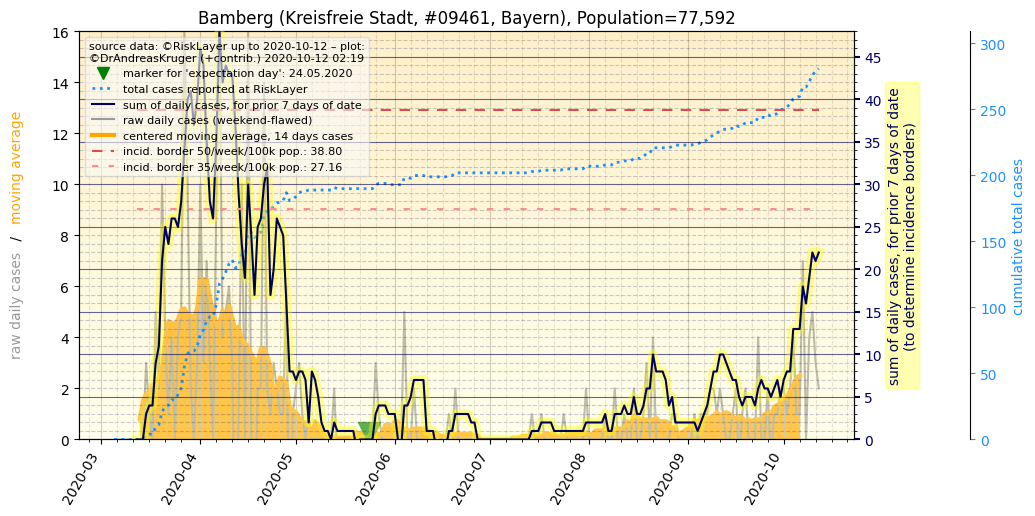 Bamberg (Kreisfreie Stadt, #09461, Bayern), Population=77,592
source data: ©RiskLayer up to 2020-10-12 – plot:
©DrAndreasKruger (+contrib.) 2020-10-12 02:19
marker for 'expectation day': 24.05.2020
total cases reported at RiskLayer
sum of daily cases, for prior 7 days of date
raw daily cases (weekend-flawed)
centered moving average, 14 days cases
incid. border 50/week/100k pop.: 38.80
incid. border 35/week/100k pop.: 27.16
raw daily cases / moving average
16
14
12
10
8
6
4
2
0
45
40
35
30
25
20
15
10
5
0
sum of daily cases, for prior 7 days of date
(to determine incidence borders)
300
250
200
150
100
50
0
cumulative total cases
2020-03
2020-04
2020-05
2020-06
2020-07
2020-08
2020-09
2020-10